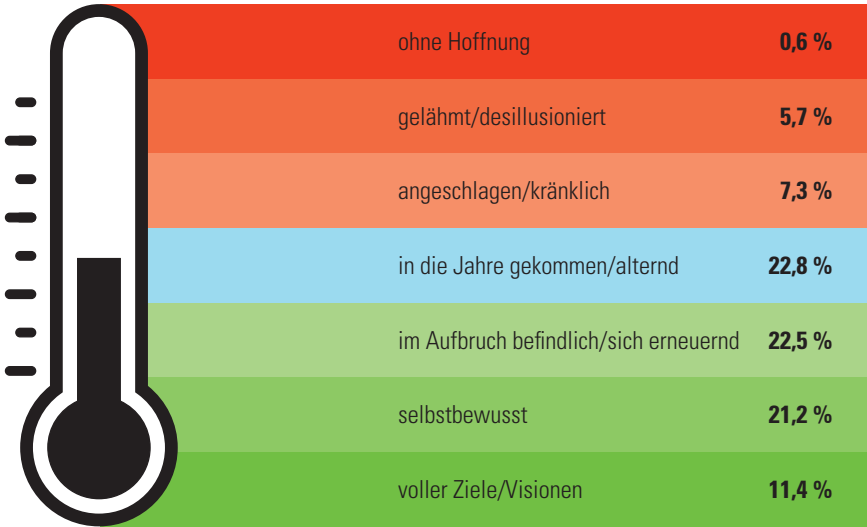 ohne Hoffnung 0,6 %
gelähmt/desillusioniert 5,7 %
angeschlagen/kränklich 7,3 %
in die Jahre gekommen/alternd 22,8 %
im Aufbruch befindlich/sich erneuernd 22,5 %
selbstbewusst 21,2 %
voller Ziele/Visionen 11,4 %